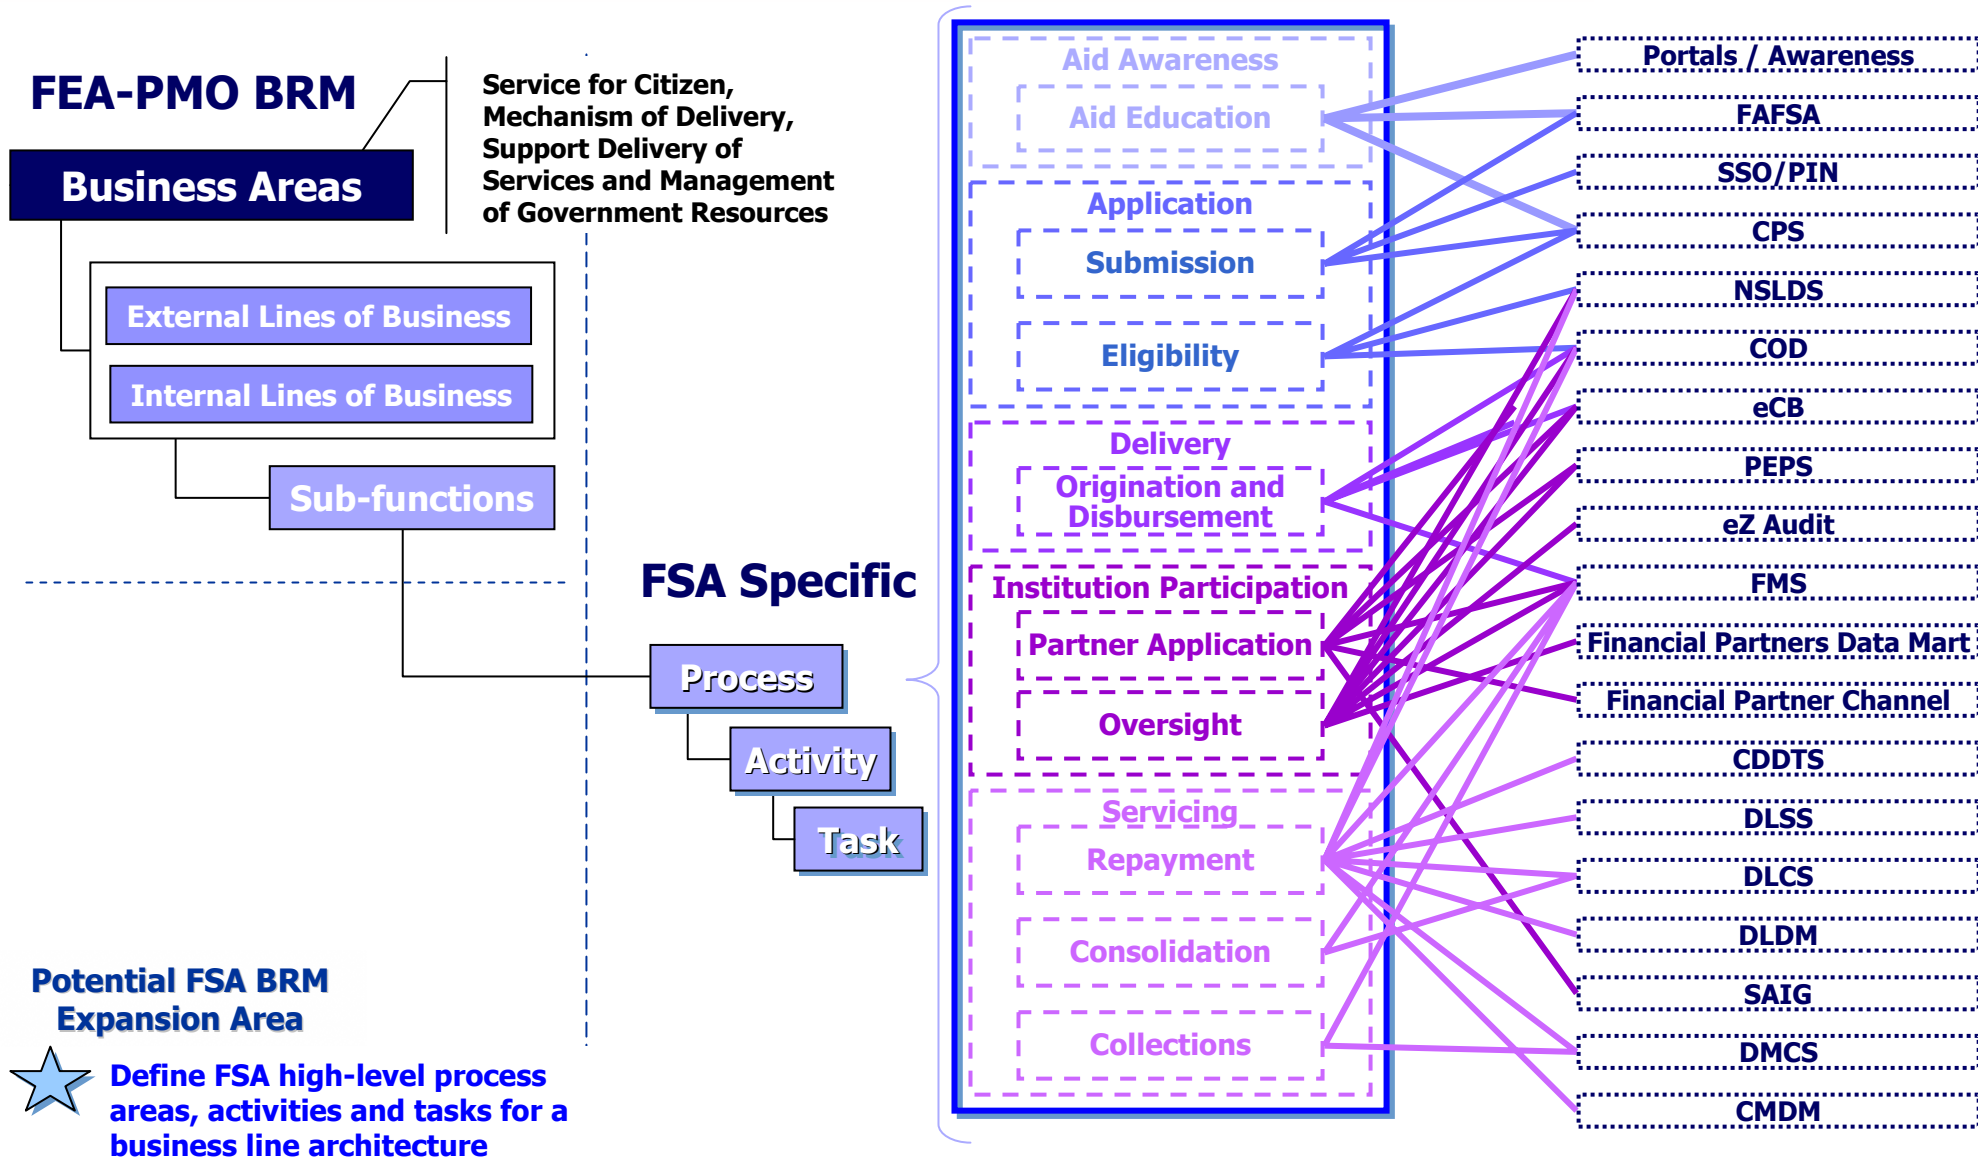 FEA-PMO BRM
Service for Citizen,
Mechanism of Delivery,
Support Delivery of
Services and Management
of Government Resources
Business Areas
External Lines of Business
Internal Lines of Business
Sub-functions
FSA Specific
Process
Activity
Task
Potential FSA BRM
Expansion Area
Define FSA high-level process
areas, activities and tasks for a
business line architecture
Aid Awareness
Aid Education
Application
Submission
Eligibility
Delivery
Origination and
Disbursement
Institution Participation
Partner Application
Oversight
Servicing
Repayment
Consolidation
Collections
Portals / Awareness
FAFSA
SSO/PIN
CPS
NSLDS
COD
eCB
PEPS
eZ Audit
FMS
Financial Partners Data Mart
Financial Partner Channel
CDDTS
DLSS
DLCS
DLDM
SAIG
DMCS
CMDM